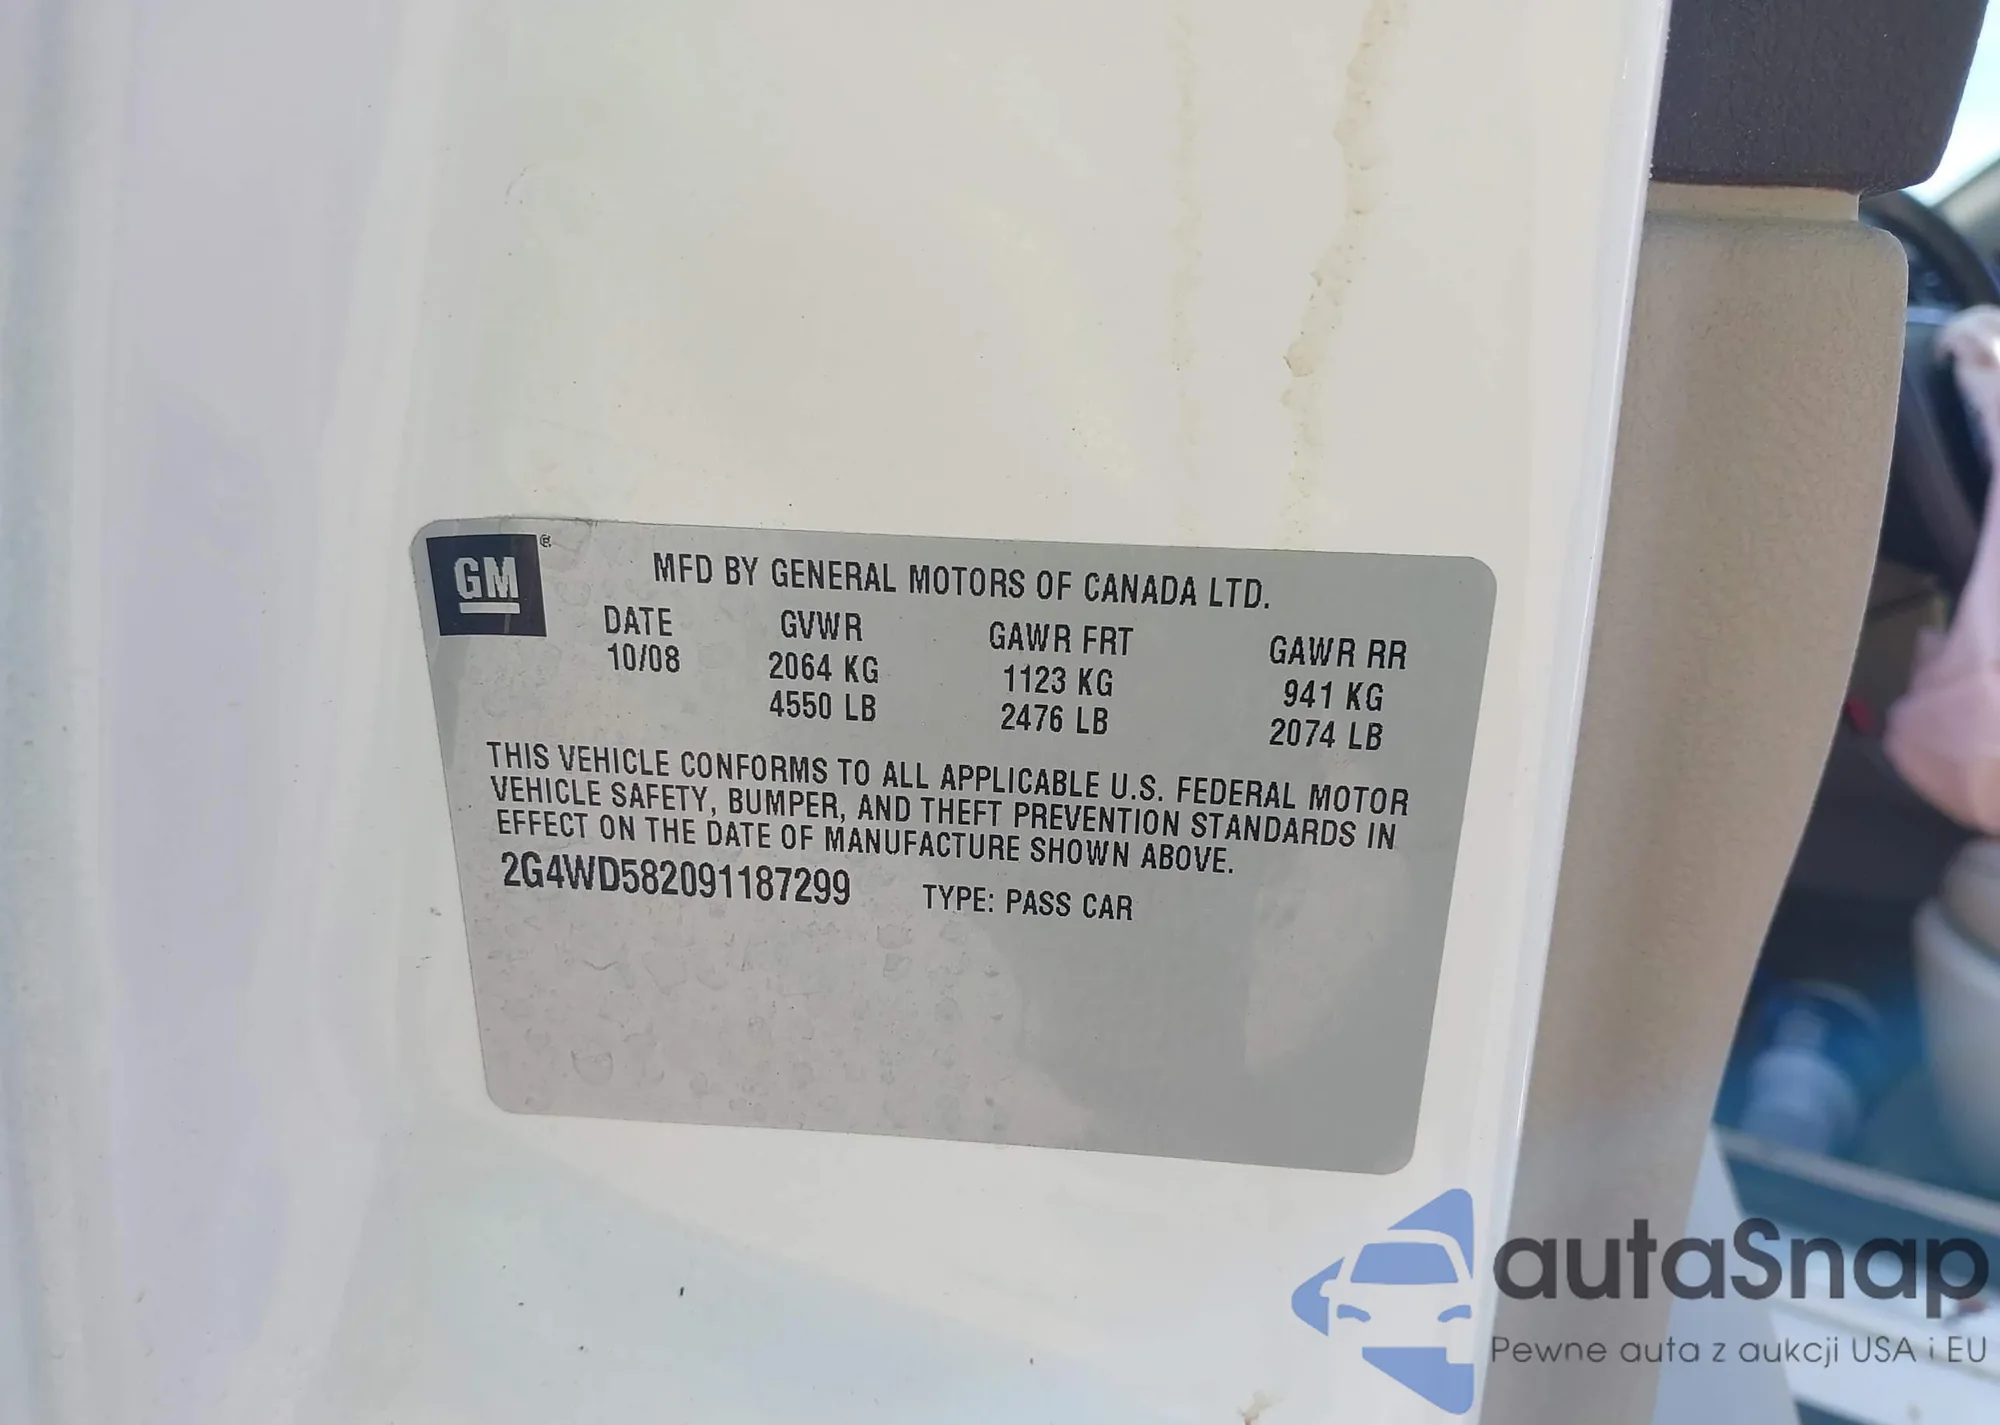 GM ®
MFD BY GENERAL MOTORS OF CANADA LTD.
DATE GVWR GAWR FRT GAWR RR
10/08 2064 KG 1123 KG 941 KG
4550 LB 2476 LB 2074 LB
THIS VEHICLE CONFORMS TO ALL APPLICABLE U.S. FEDERAL MOTOR
VEHICLE SAFETY, BUMPER, AND THEFT PREVENTION STANDARDS IN
EFFECT ON THE DATE OF MANUFACTURE SHOWN ABOVE.
2G4WD582091187299 TYPE: PASS CAR
autaSnap
Pewne auta z aukcji USA i EU